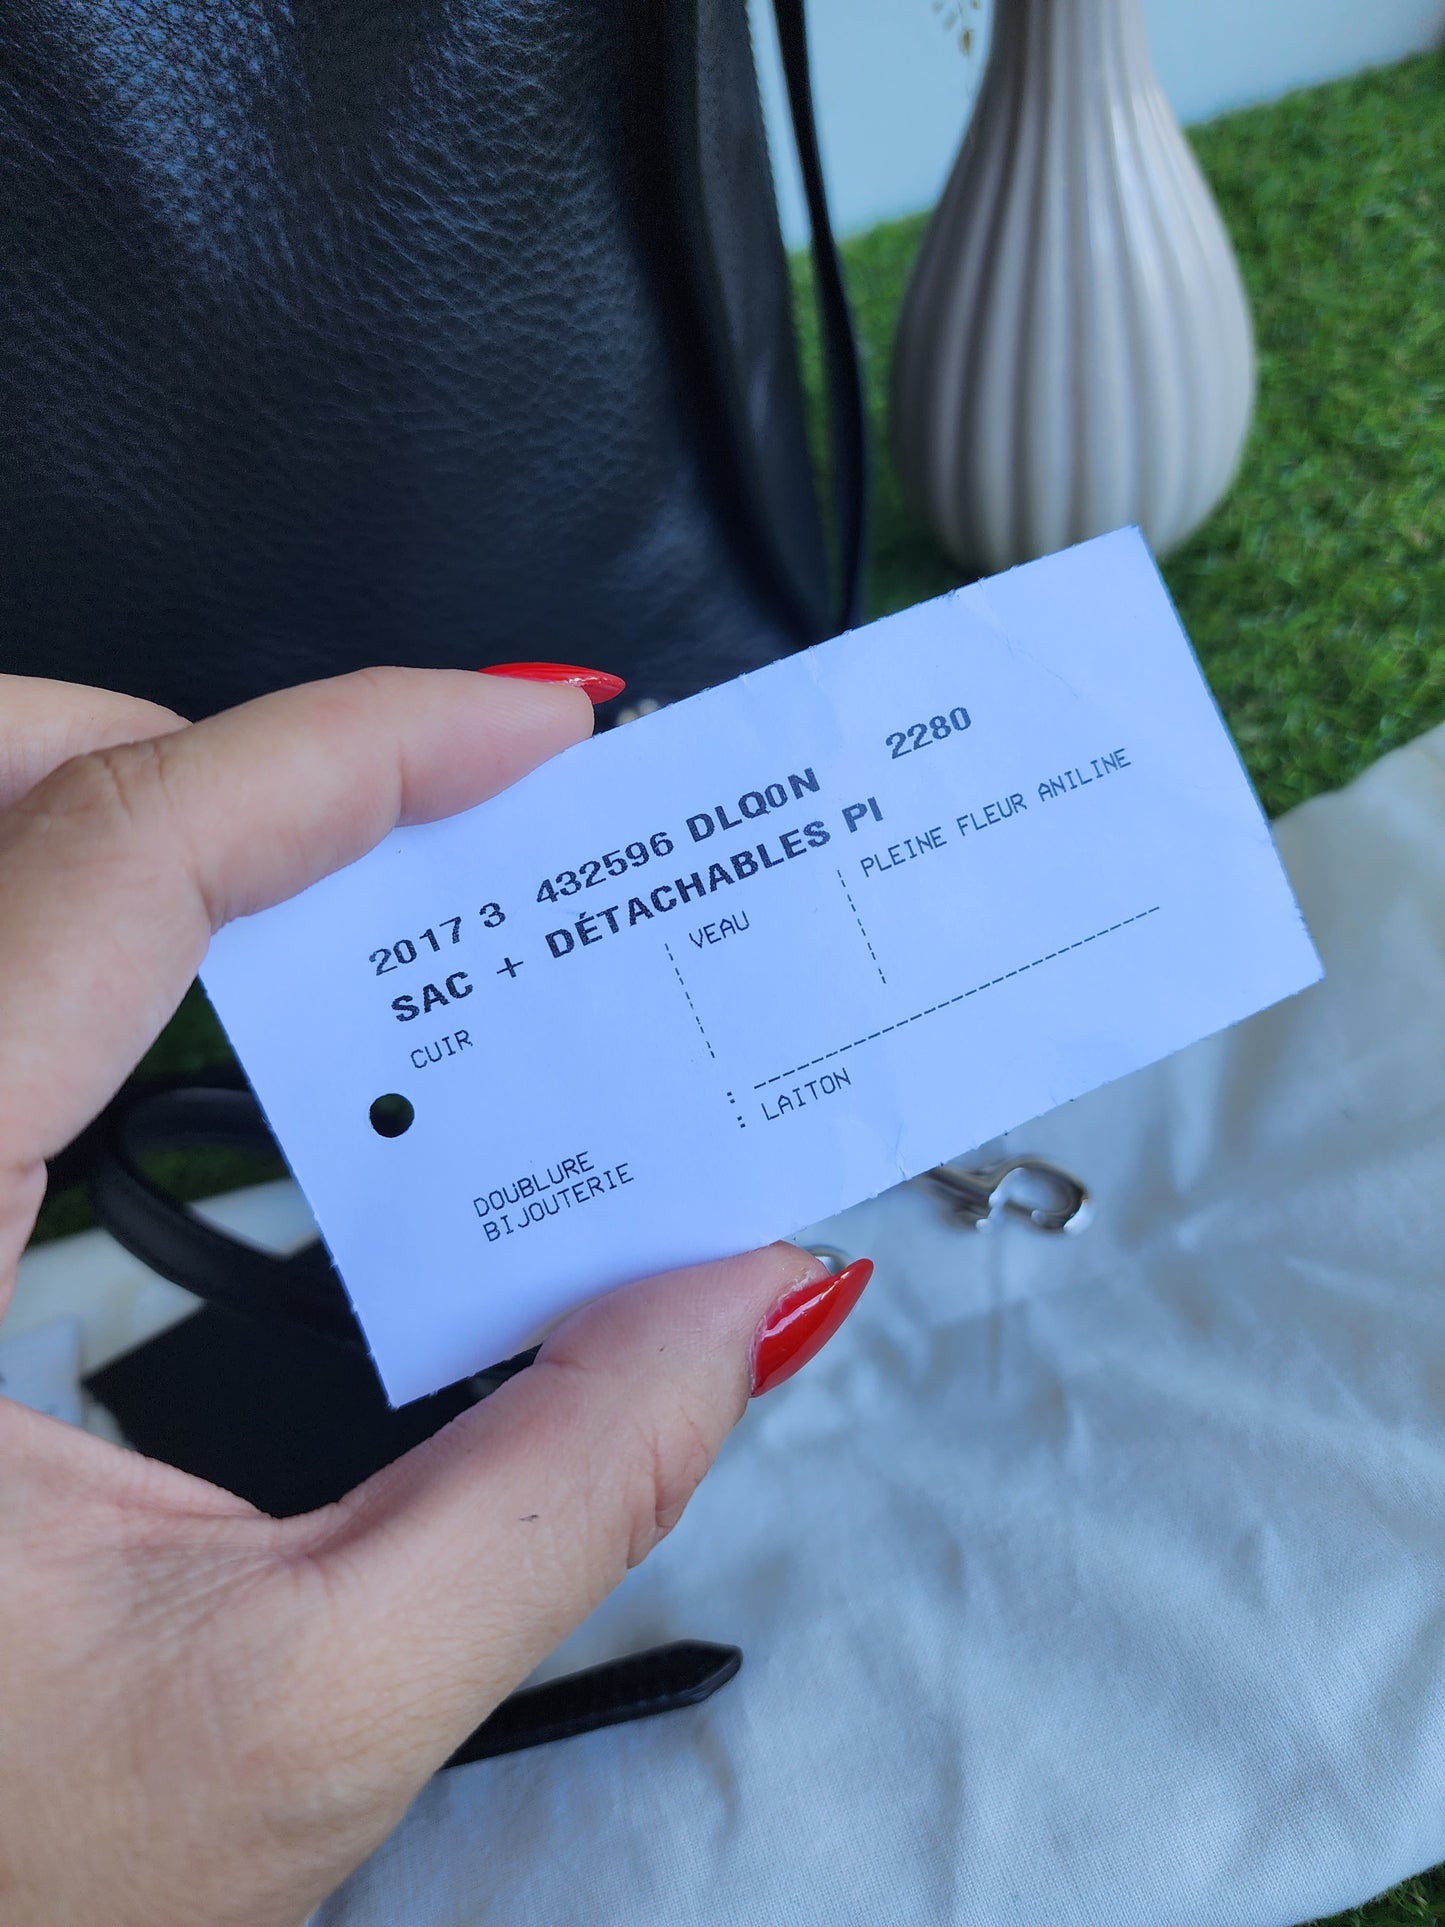 2017 3 432596 DLQ0N 2280
SAC + DÉTACHABLES PI
CUIR VEAU PLEINE FLEUR ANILINE
DOUBLURE : ------------------------------
BIJOUTERIE : LAITON